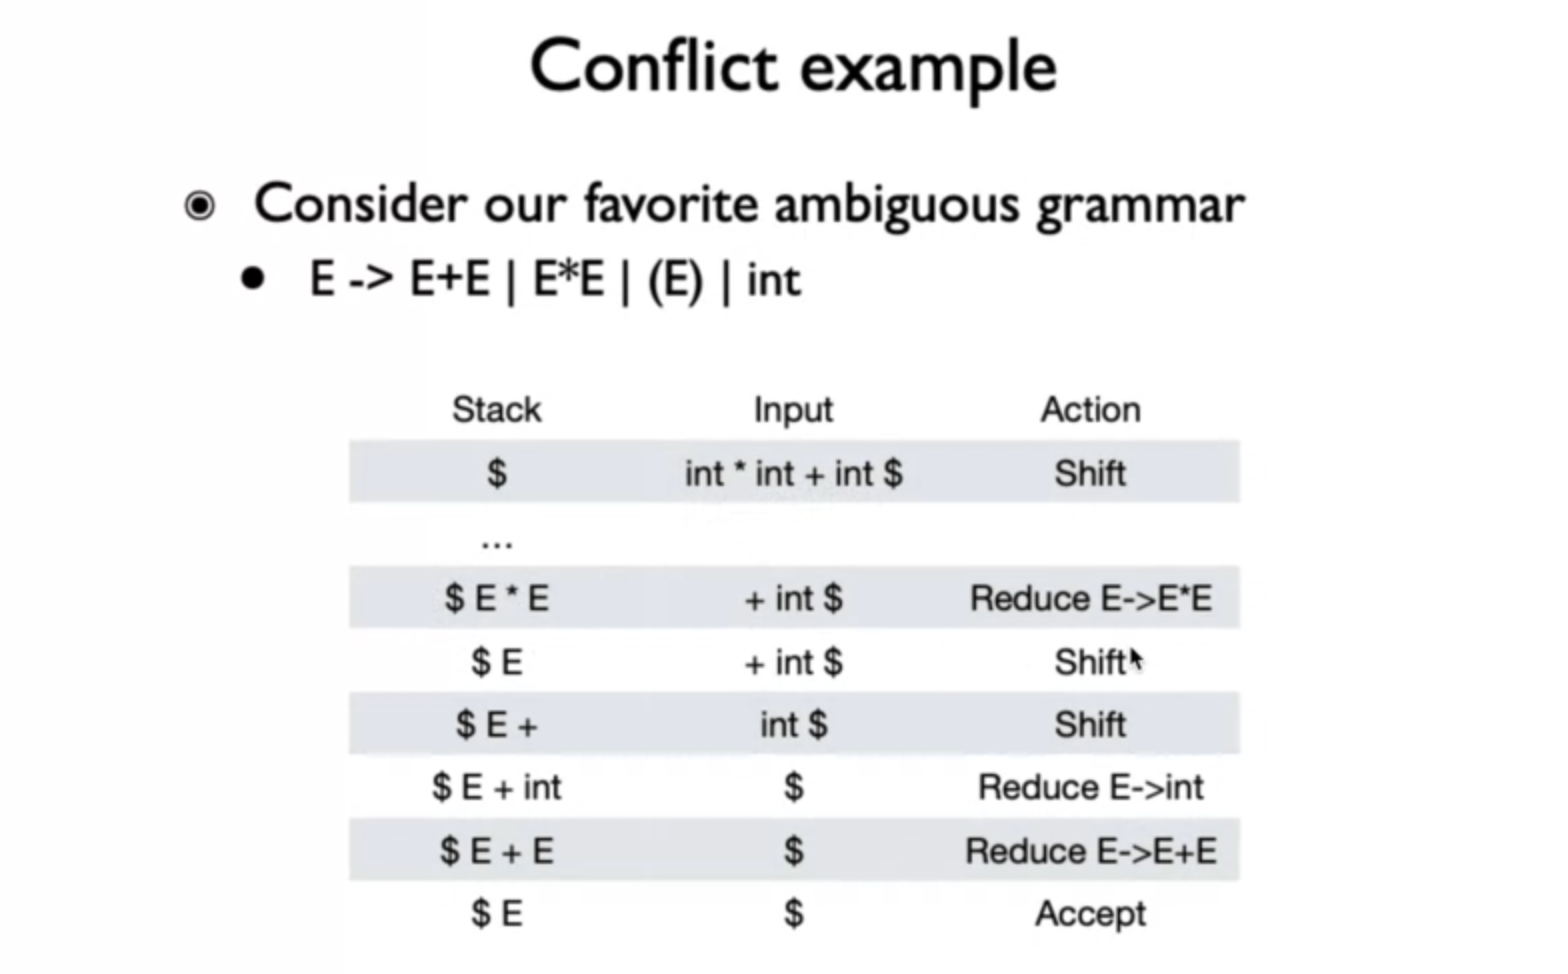 Conflict example
Consider our favorite ambiguous grammar
E -> E+E | E*E | (E) | int
Stack Input Action
$ int * int + int $ Shift
...
$ E * E + int $ Reduce E->E*E
$ E + int $ Shift
$ E + int $ Shift
$ E + int $ Reduce E->int
$ E + E $ Reduce E->E+E
$ E $ Accept